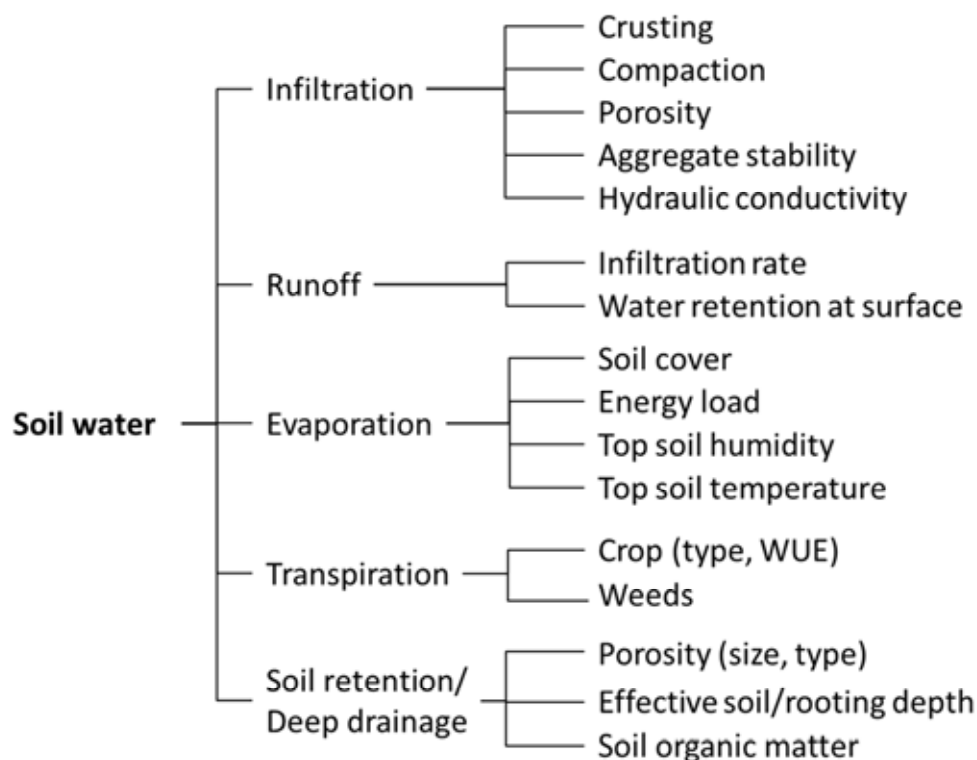 Soil water
Infiltration
Crusting
Compaction
Porosity
Aggregate stability
Hydraulic conductivity
Runoff
Infiltration rate
Water retention at surface
Evaporation
Soil cover
Energy load
Top soil humidity
Top soil temperature
Transpiration
Crop (type, WUE)
Weeds
Soil retention/
Deep drainage
Porosity (size, type)
Effective soil/rooting depth
Soil organic matter